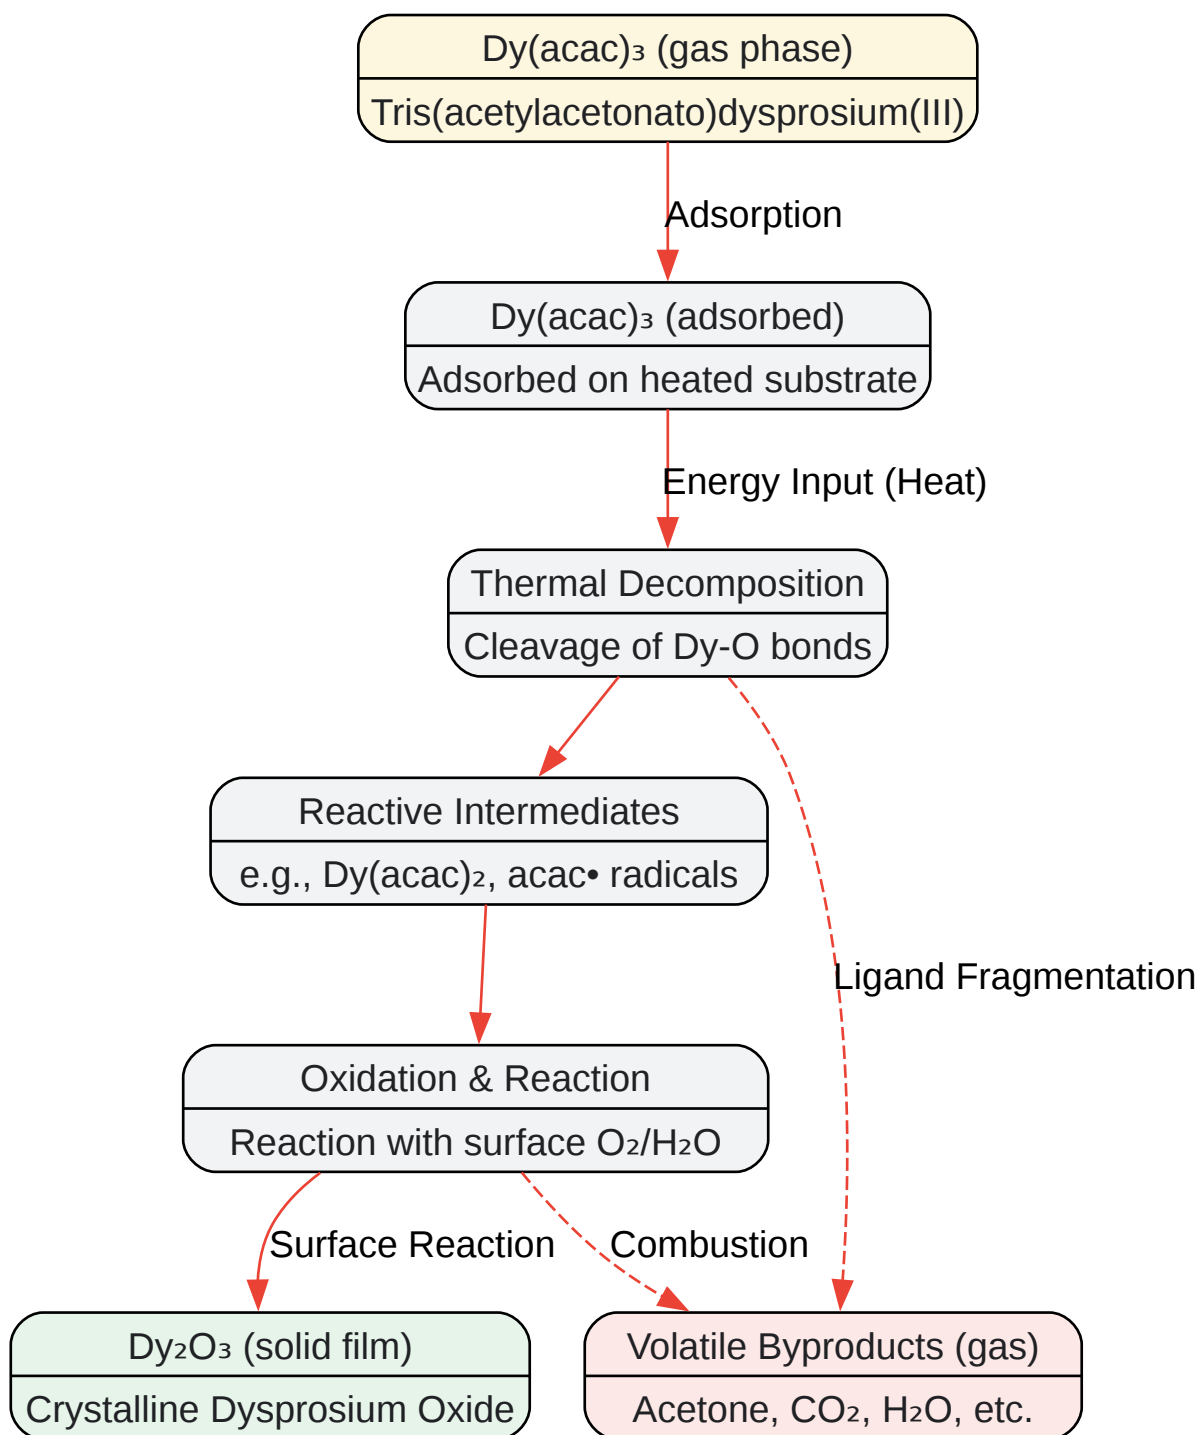 Dy(acac)₃ (gas phase)
Tris(acetylacetonato)dysprosium(III)
Adsorption
Dy(acac)₃ (adsorbed)
Adsorbed on heated substrate
Energy Input (Heat)
Thermal Decomposition
Cleavage of Dy-O bonds
Reactive Intermediates
e.g., Dy(acac)₂, acac• radicals
Ligand Fragmentation
Oxidation & Reaction
Reaction with surface O₂/H₂O
Surface Reaction
Combustion
Dy₂O₃ (solid film)
Crystalline Dysprosium Oxide
Volatile Byproducts (gas)
Acetone, CO₂, H₂O, etc.